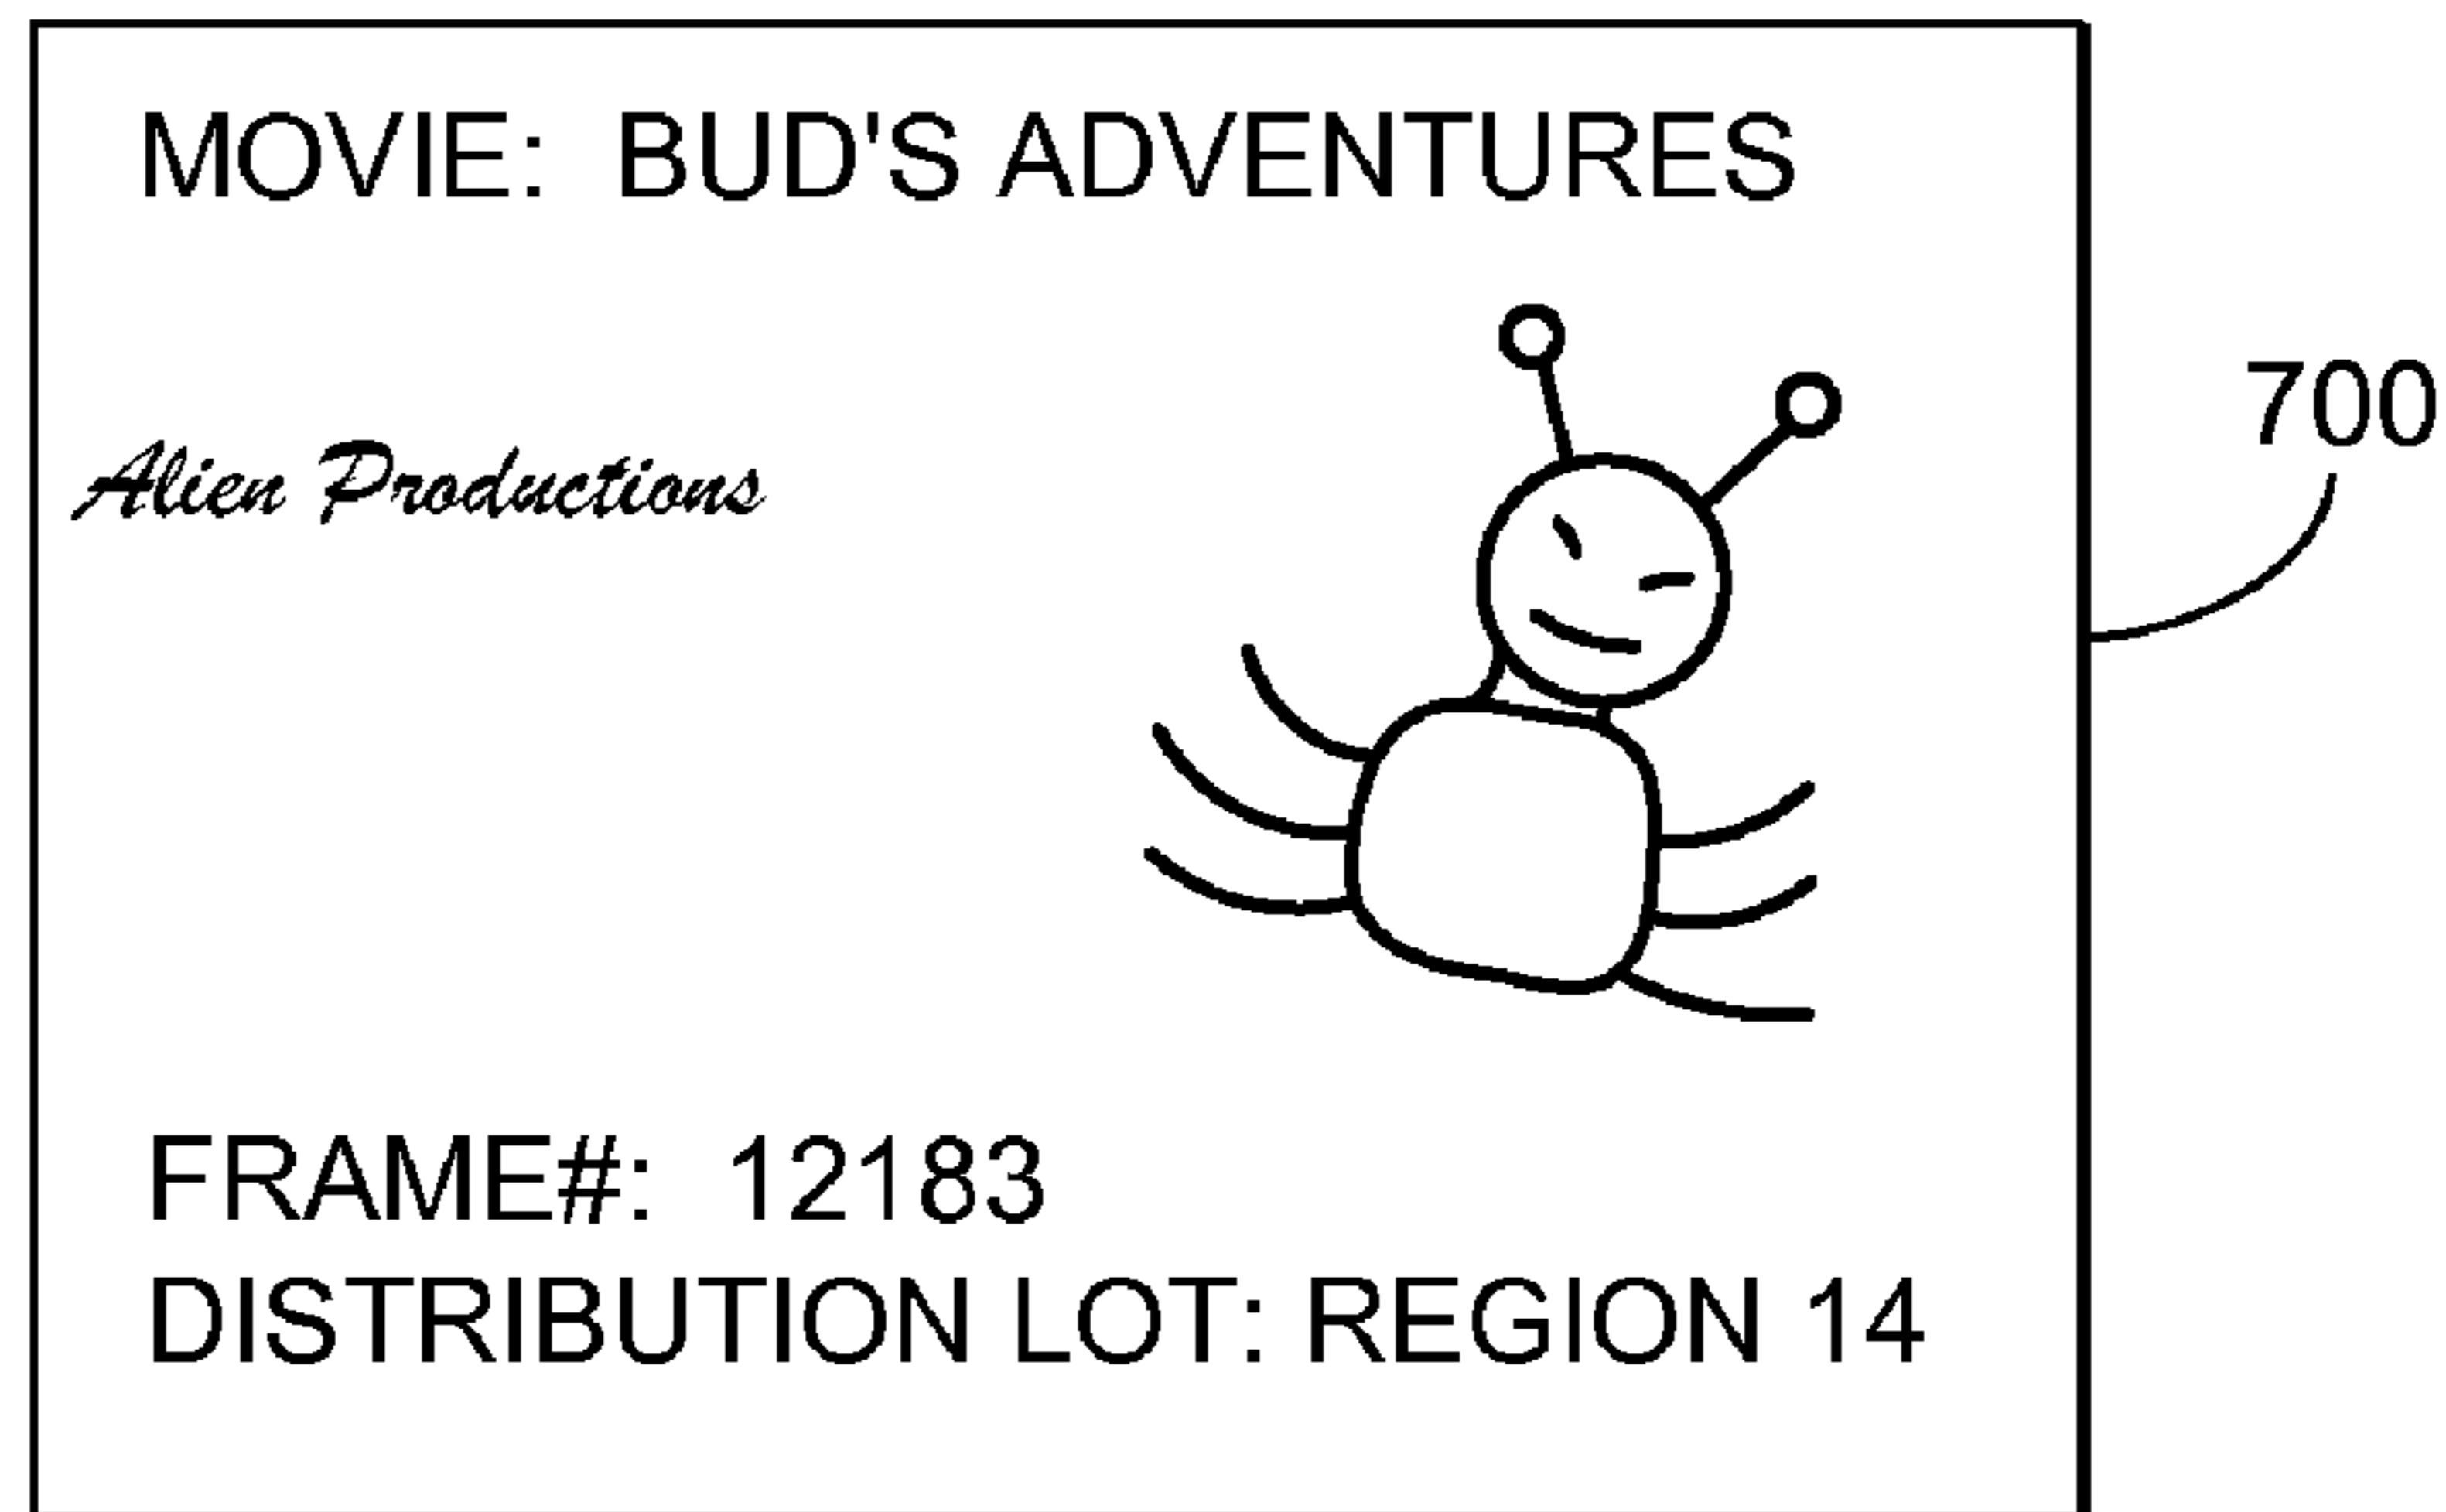 MOVIE: BUD'S ADVENTURES
700
Alien Productions
FRAME#: 12183
DISTRIBUTION LOT: REGION 14